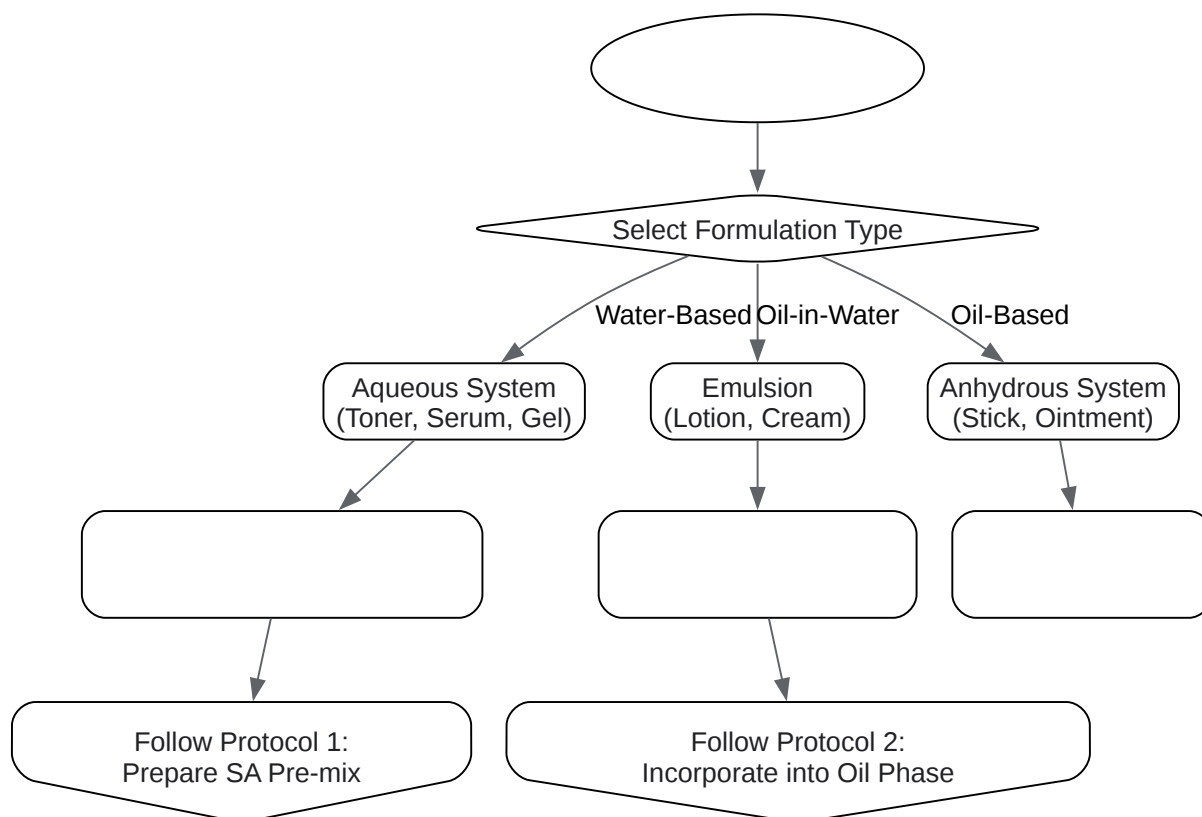 Select Formulation Type
Water-Based
Oil-in-Water
Oil-Based
Aqueous System
(Toner, Serum, Gel)
Emulsion
(Lotion, Cream)
Anhydrous System
(Stick, Ointment)
Follow Protocol 1:
Prepare SA Pre-mix
Follow Protocol 2:
Incorporate into Oil Phase